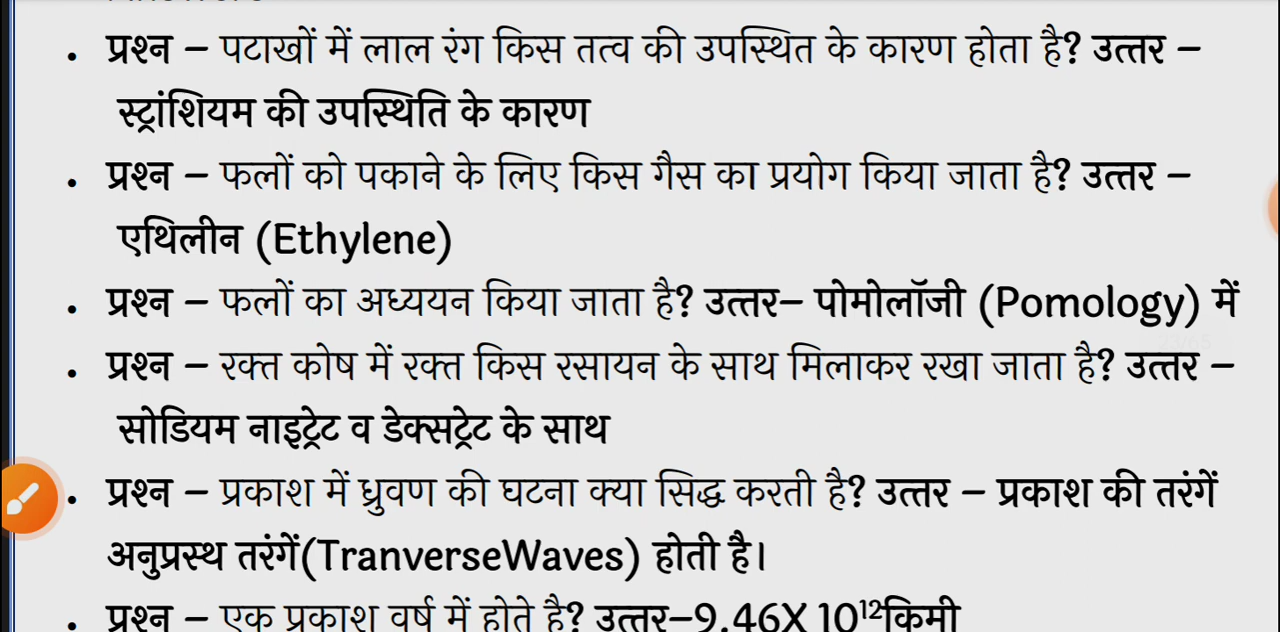 • प्रश्न – पटाखों में लाल रंग किस तत्व की उपस्थित के कारण होता है? उत्तर –
स्ट्रांशियम की उपस्थिति के कारण
• प्रश्न – फलों को पकाने के लिए किस गैस का प्रयोग किया जाता है? उत्तर –
एथिलीन (Ethylene)
• प्रश्न – फलों का अध्ययन किया जाता है? उत्तर– पोमोलॉजी (Pomology) में
23/65
• प्रश्न – रक्त कोष में रक्त किस रसायन के साथ मिलाकर रखा जाता है? उत्तर –
सोडियम नाइट्रेट व डेक्सट्रेट के साथ
• प्रश्न – प्रकाश में ध्रुवण की घटना क्या सिद्ध करती है? उत्तर – प्रकाश की तरंगें
अनुप्रस्थ तरंगें(TranverseWaves) होती है।
• प्रश्न – एक प्रकाश वर्ष में होते है? उत्तर–9.46X 10¹²किमी